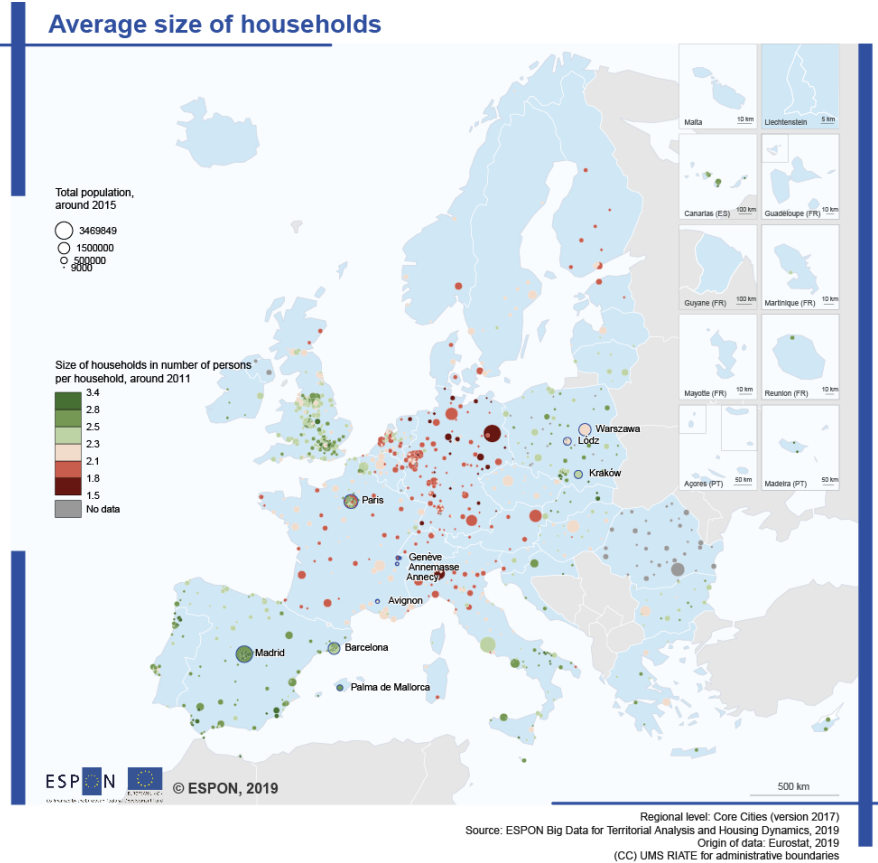 Average size of households
Malta
10 km
Liechtenstein
5 km
Total population,
around 2015
3469849
1500000
500000
9000
Canarias (ES)
100 km
Guadeloupe (FR)
10 km
Guyane (FR)
100 km
Martinique (FR)
10 km
Mayotte (FR)
10 km
Reunion (FR)
10 km
Açores (PT)
50 km
Madeira (PT)
50 km
Size of households in number of persons
per household, around 2011
3.4
2.8
2.5
2.3
2.1
1.8
1.5
No data
Warszawa
Lódz
Kraków
Paris
Genève
Annemasse
Annecy
Avignon
Madrid
Barcelona
Palma de Mallorca
ESPON
© ESPON, 2019
500 km
Regional level: Core Cities (version 2017)
Source: ESPON Big Data for Territorial Analysis and Housing Dynamics, 2019
Origin of data: Eurostat, 2019
(CC) UMS RIATE for administrative boundaries